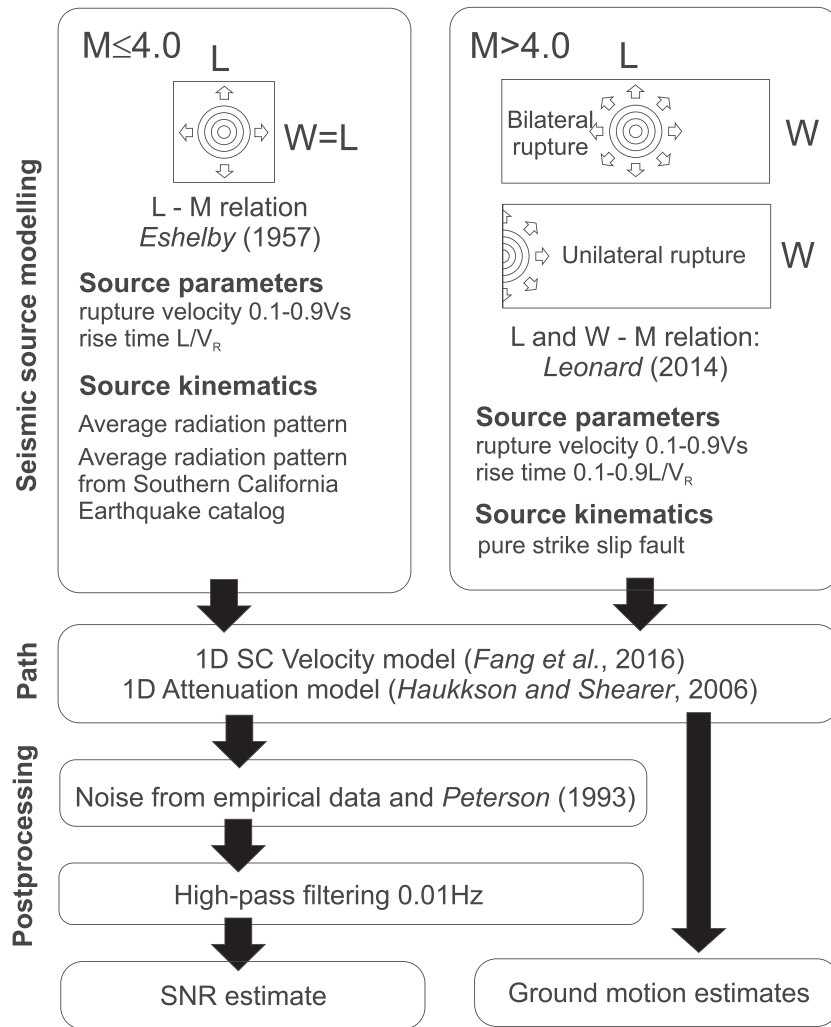 Seismic source modelling
M≤4.0
L
W=L
L - M relation
Eshelby (1957)
Source parameters
rupture velocity 0.1-0.9Vs
rise time L/VR
Source kinematics
Average radiation pattern
Average radiation pattern
from Southern California
Earthquake catalog
M>4.0
L
Bilateral
rupture
W
Unilateral rupture
W
L and W - M relation:
Leonard (2014)
Source parameters
rupture velocity 0.1-0.9Vs
rise time 0.1-0.9L/VR
Source kinematics
pure strike slip fault
Path
1D SC Velocity model (Fang et al., 2016)
1D Attenuation model (Haukkson and Shearer, 2006)
Postprocessing
Noise from empirical data and Peterson (1993)
High-pass filtering 0.01Hz
SNR estimate
Ground motion estimates